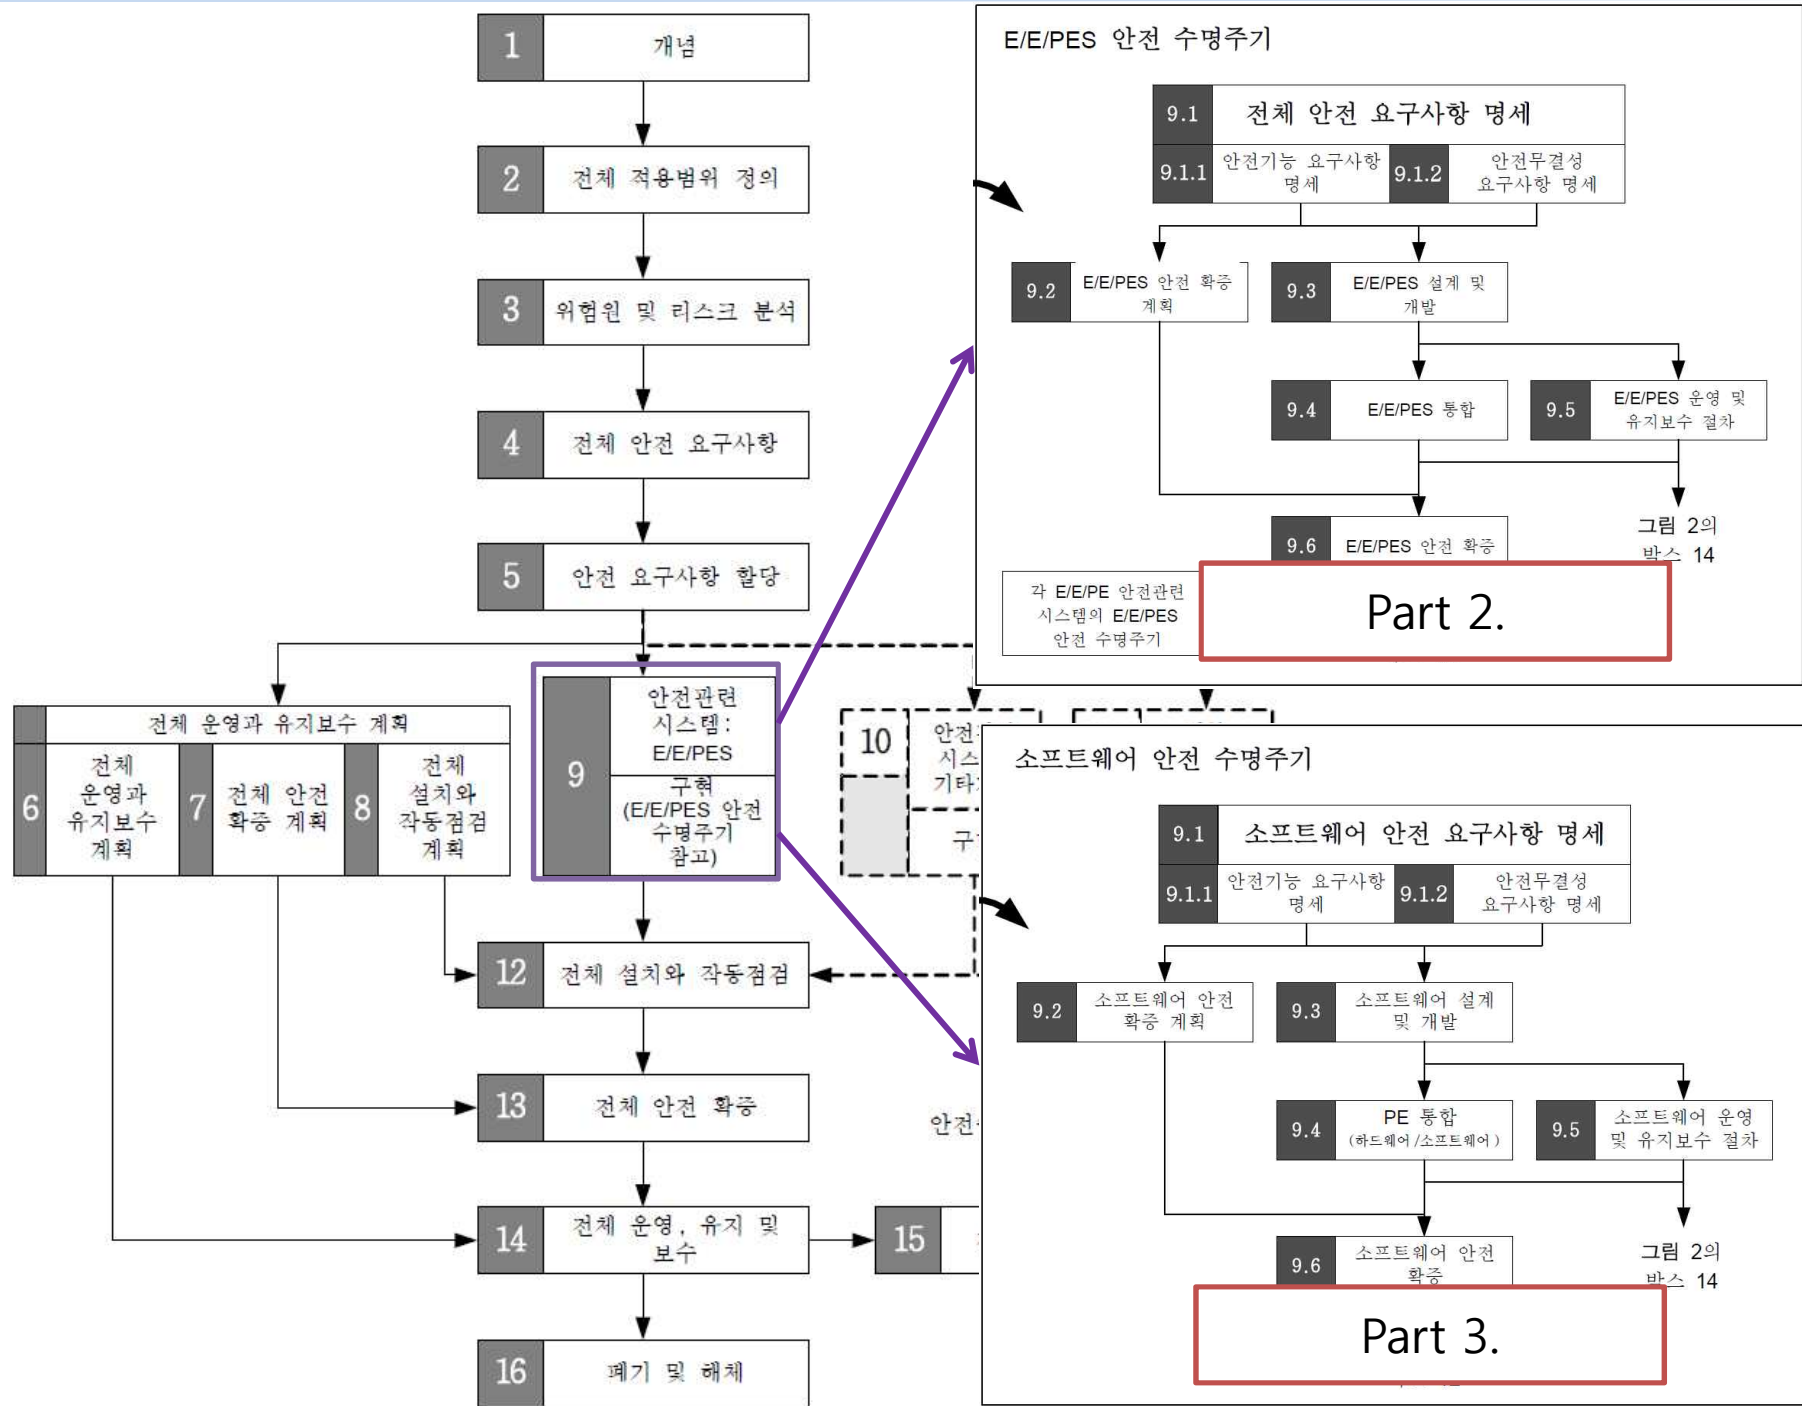 1
개념
2
전체 적용범위 정의
3
위험원 및 리스크 분석
4
전체 안전 요구사항
5
안전 요구사항 할당
전체 운영과 유지보수 계획
6
전체
운영과
유지보수
계획
7
전체 안전
확증 계획
8
전체
설치와
작동점검
계획
9
안전관련
시스템:
E/E/PES
구현
(E/E/PES 안전
수명주기
참고)
10
12
전체 설치와 작동점검
13
전체 안전 확증
14
전체 운영, 유지 및
보수
15
16
폐기 및 해체
E/E/PES 안전 수명주기
9.1
전체 안전 요구사항 명세
9.1.1
안전기능 요구사항
명세
9.1.2
안전무결성
요구사항 명세
9.2
E/E/PES 안전 확증
계획
9.3
E/E/PES 설계 및
개발
9.4
E/E/PES 통합
9.5
E/E/PES 운영 및
유지보수 절차
9.6
E/E/PES 안전 확증
그림 2의
박스 14
각 E/E/PE 안전관련
시스템의 E/E/PES
안전 수명주기
Part 2.
소프트웨어 안전 수명주기
9.1
소프트웨어 안전 요구사항 명세
9.1.1
안전기능 요구사항
명세
9.1.2
안전무결성
요구사항 명세
9.2
소프트웨어 안전
확증 계획
9.3
소프트웨어 설계
및 개발
9.4
PE 통합
(하드웨어/소프트웨어)
9.5
소프트웨어 운영
및 유지보수 절차
9.6
소프트웨어 안전
확증
그림 2의
박스 14
Part 3.